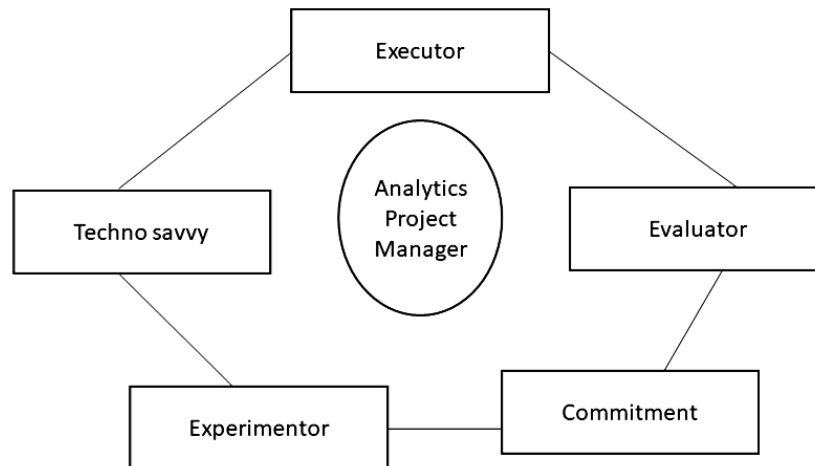 Executor
Analytics
Project
Manager
Techno savvy
Evaluator
Experimentor
Commitment